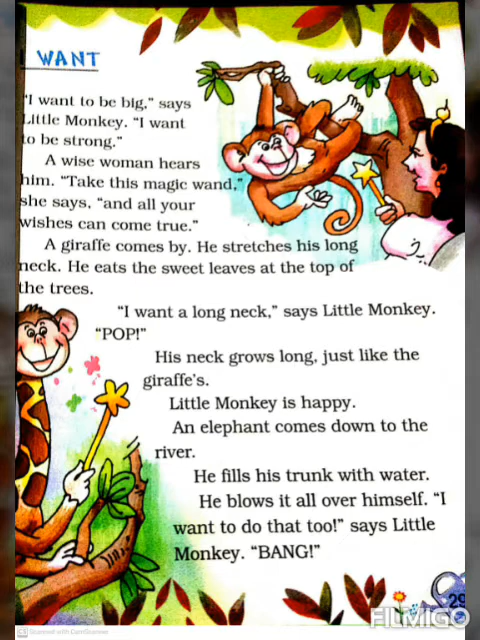 I WANT
"I want to be big," says
Little Monkey. "I want
to be strong."
A wise woman hears
him. "Take this magic wand,"
she says, "and all your
wishes can come true."
A giraffe comes by. He stretches his long
neck. He eats the sweet leaves at the top of
the trees.
"I want a long neck," says Little Monkey.
"POP!"
His neck grows long, just like the
giraffe's.
Little Monkey is happy.
An elephant comes down to the
river.
He fills his trunk with water.
He blows it all over himself. "I
want to do that too!" says Little
Monkey. "BANG!"
29
CS Scanned with CamScanner
FILMIGO